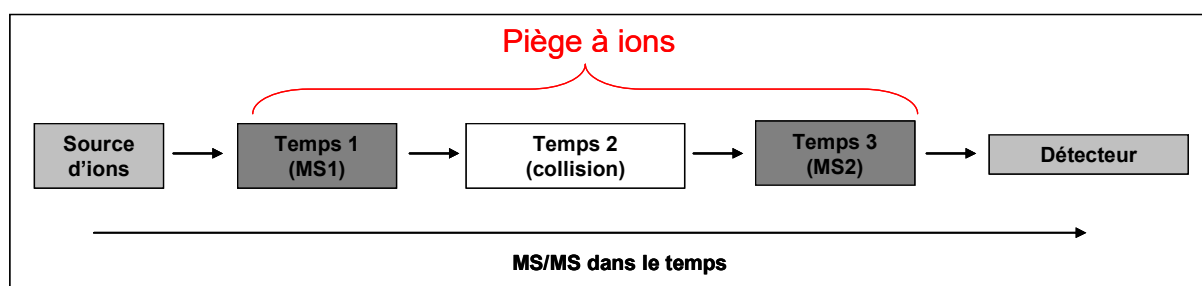 Piège à ions
Source
d’ions
Temps 1
(MS1)
Temps 2
(collision)
Temps 3
(MS2)
Détecteur
MS/MS dans le temps